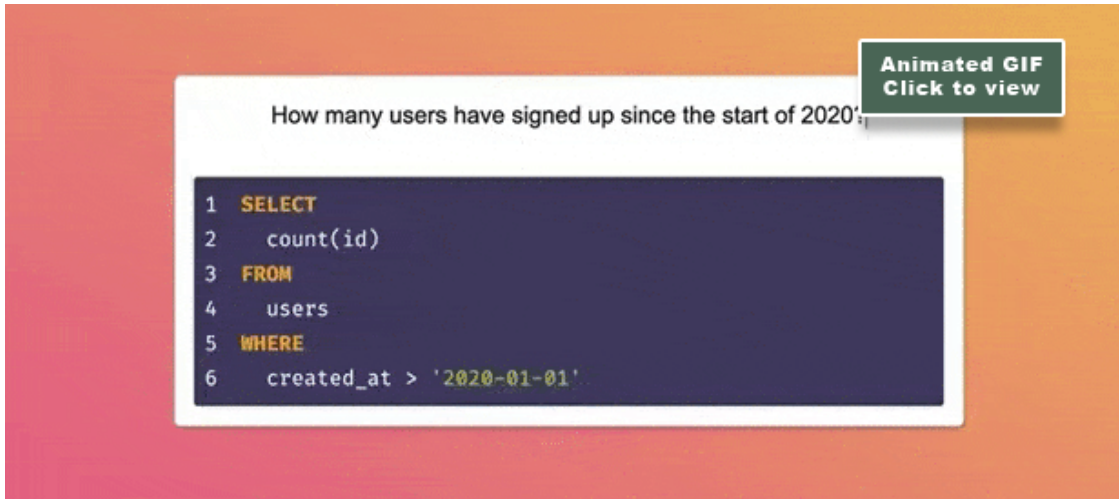 Animated GIF
Click to view
How many users have signed up since the start of 2020?
1 SELECT
2 count(id)
3 FROM
4 users
5 WHERE
6 created_at > '2020-01-01'